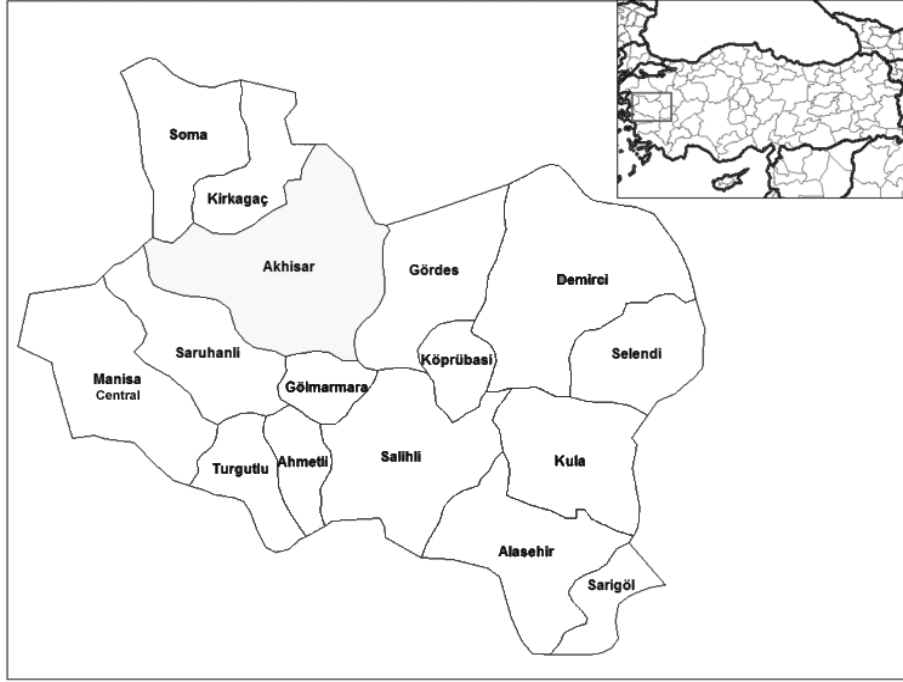 Soma
Kirkagaç
Akhisar
Gördes
Demirci
Saruhanli
Köprübasi
Selendi
Manisa
Central
Gölmarmara
Turgutlu
Ahmetli
Salihli
Kula
Alasehir
Sarigöl